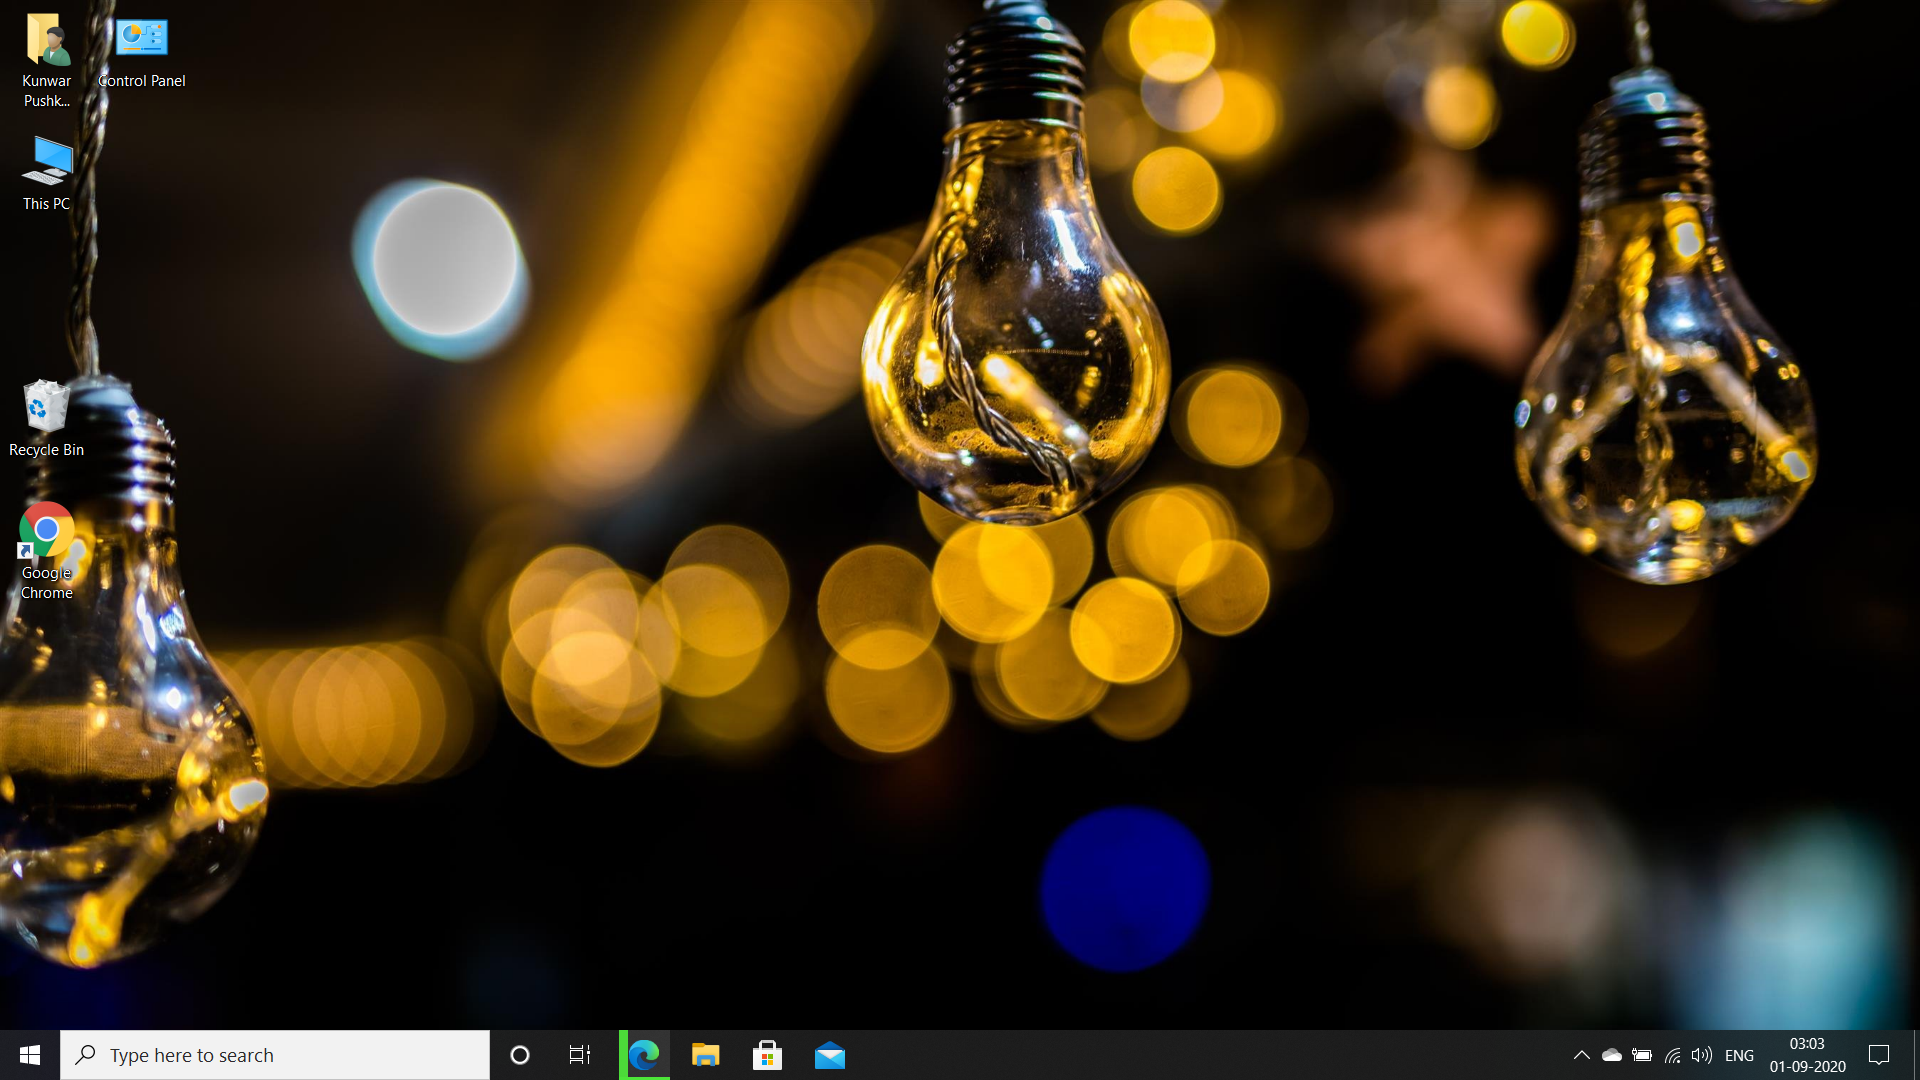 Kunwar
Pushk...
Control Panel
This PC
Recycle Bin
Google
Chrome
Type here to search
ENG
03:03
01-09-2020